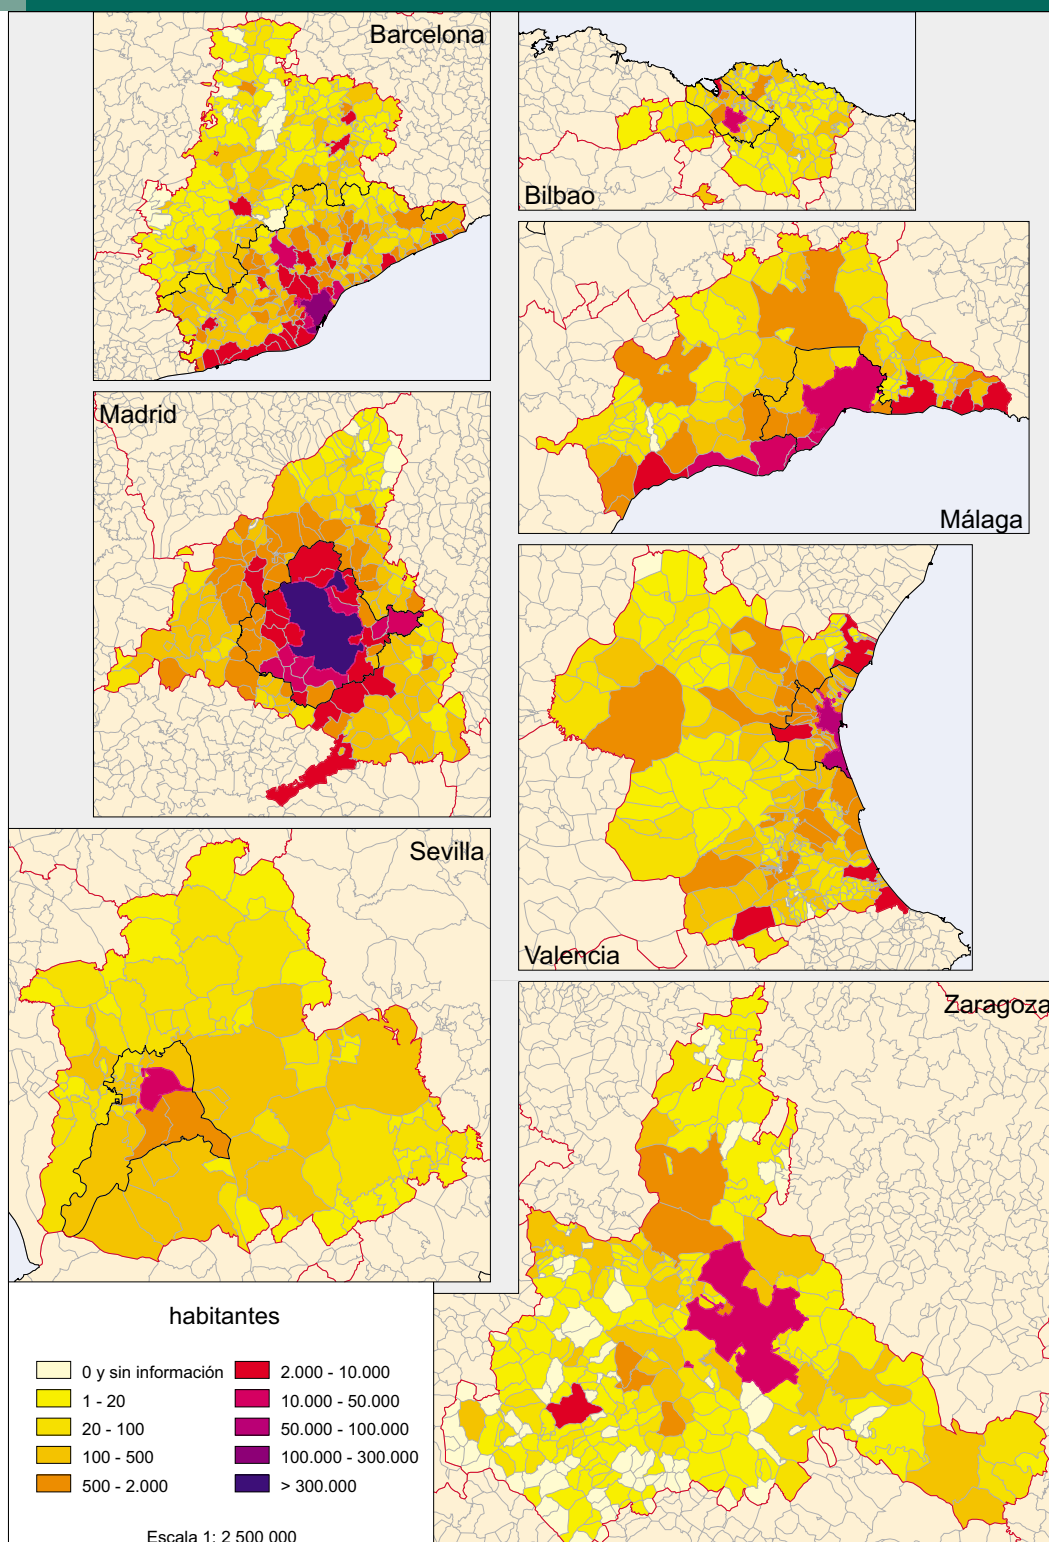 Barcelona
Bilbao
Málaga
Madrid
Valencia
Sevilla
Zaragoza
habitantes
0 y sin información
1 - 20
20 - 100
100 - 500
500 - 2.000
2.000 - 10.000
10.000 - 50.000
50.000 - 100.000
100.000 - 300.000
> 300.000
Escala 1: 2 500 000